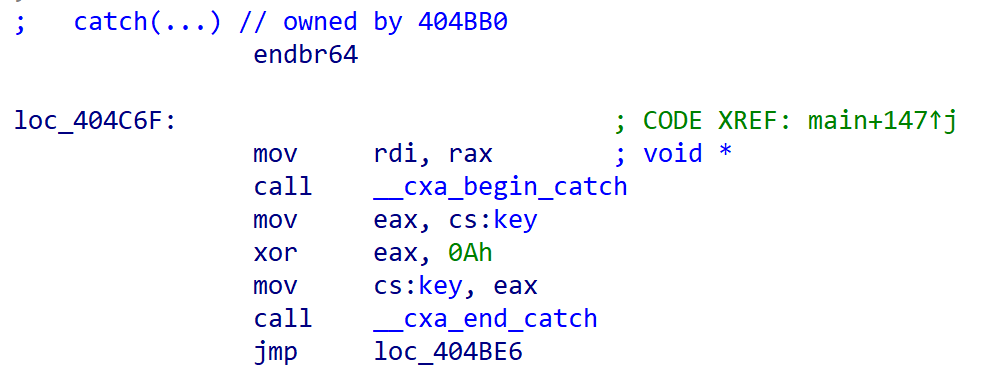 ;   catch(...) // owned by 404BB0
endbr64
loc_404C6F: ; CODE XREF: main+147↑j
mov rdi, rax ; void *
call __cxa_begin_catch
mov eax, cs:key
xor eax, 0Ah
mov cs:key, eax
call __cxa_end_catch
jmp loc_404BE6